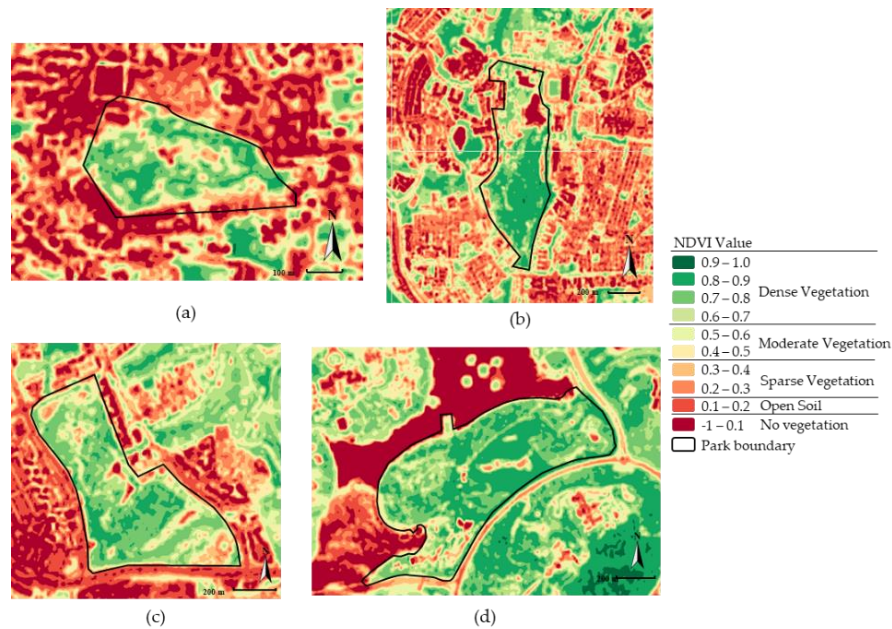 N
100 m
(a)
N
200 m
(b)
NDVI Value
0.9 – 1.0
0.8 – 0.9
0.7 – 0.8
0.6 – 0.7
Dense Vegetation
0.5 – 0.6
0.4 – 0.5
Moderate Vegetation
0.3 – 0.4
0.2 – 0.3
Sparse Vegetation
0.1 – 0.2 Open Soil
-1 – 0.1 No vegetation
Park boundary
N
200 m
(c)
N
(d)